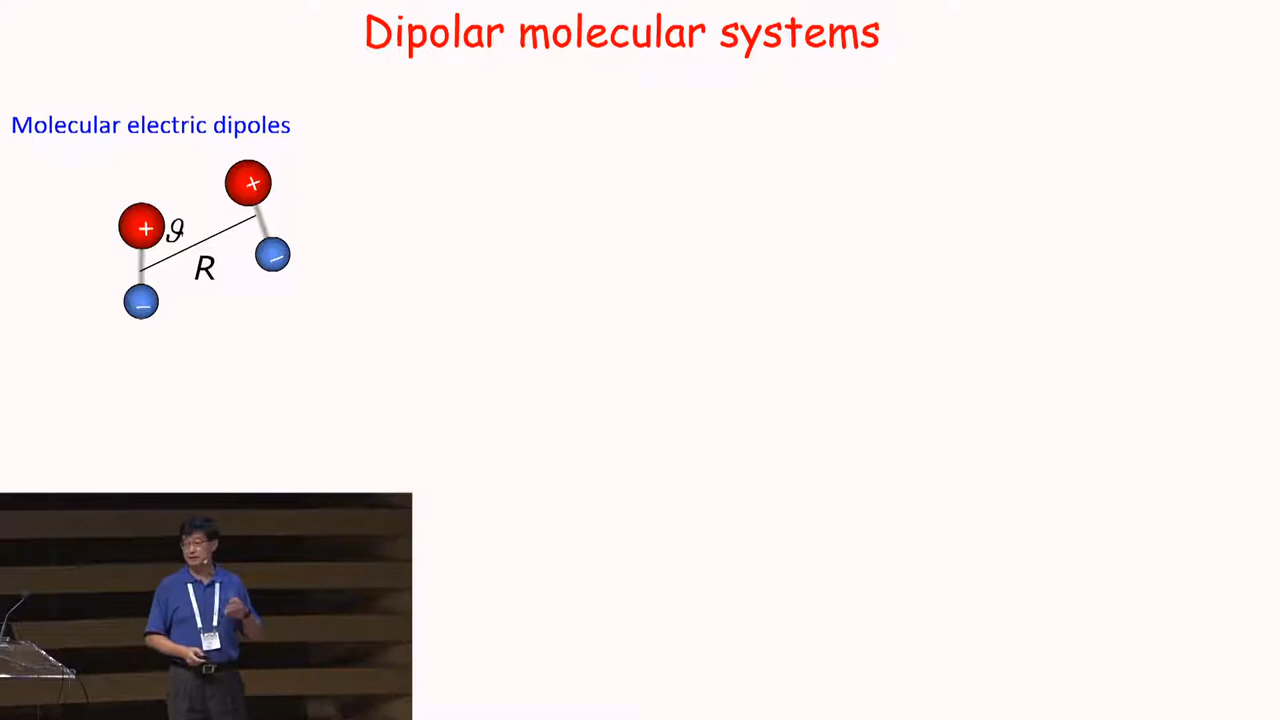 Dipolar molecular systems
Molecular electric dipoles
+
+
ϑ
R
−
−